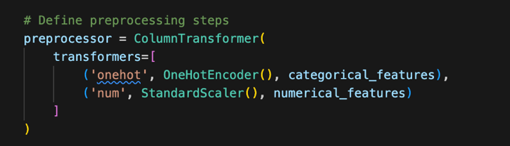 # Define preprocessing steps
preprocessor = ColumnTransformer(
    transformers=[
        ('onehot', OneHotEncoder(), categorical_features),
        ('num', StandardScaler(), numerical_features)
    ]
)